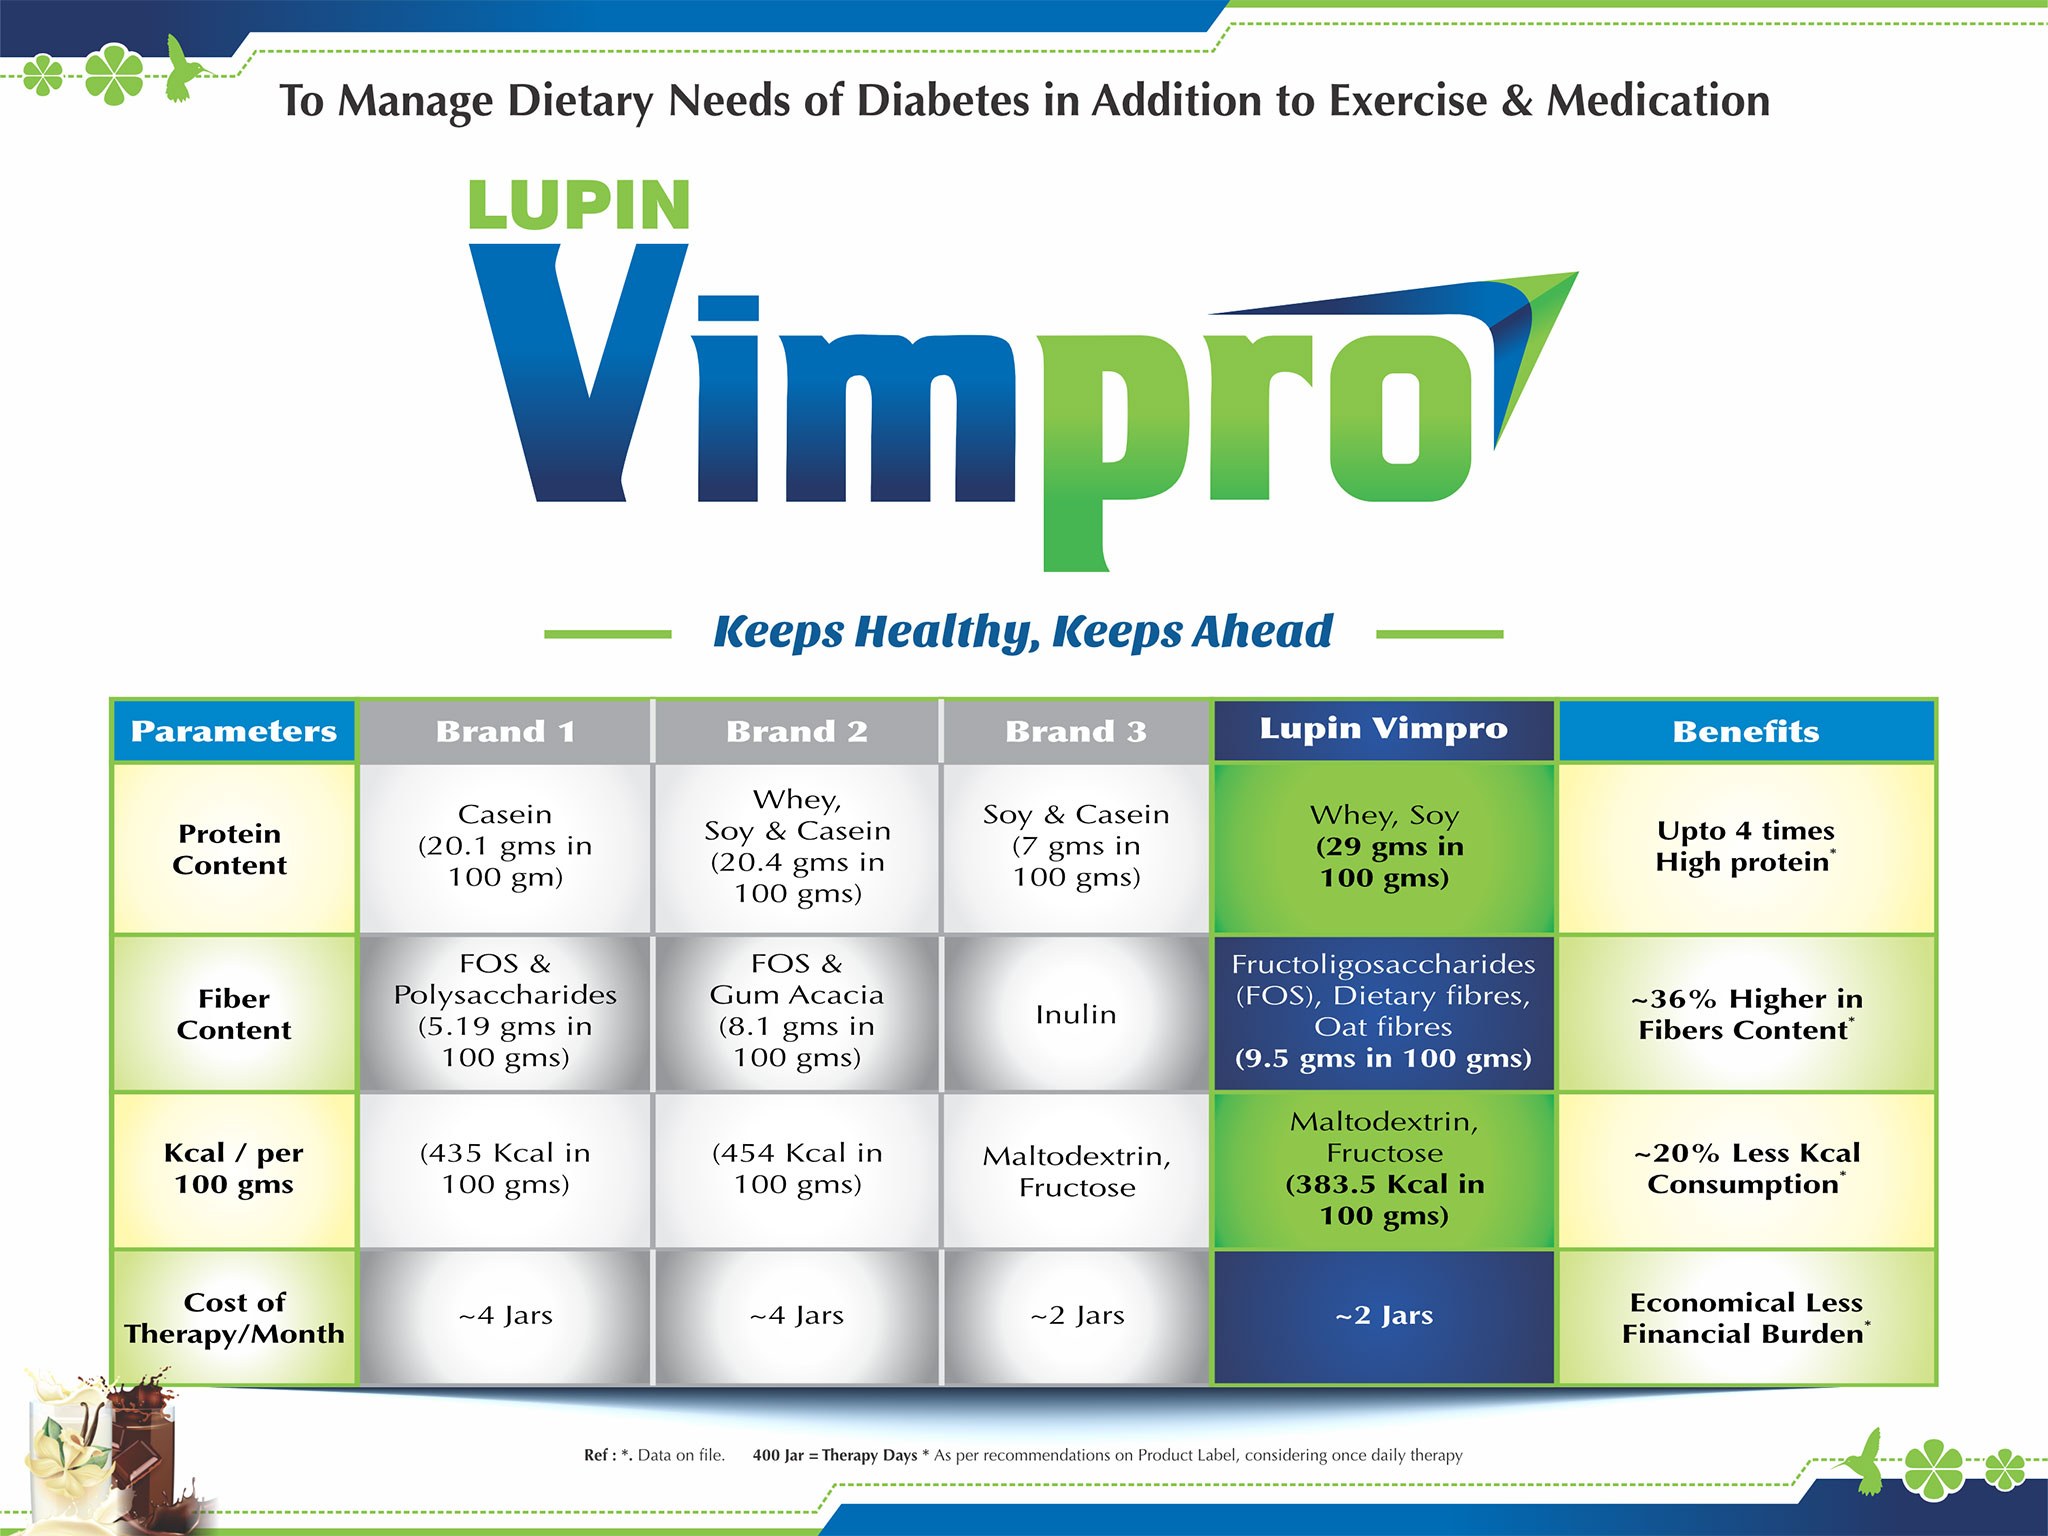 To Manage Dietary Needs of Diabetes in Addition to Exercise & Medication
LUPIN
Vimpro
Keeps Healthy, Keeps Ahead
Parameters
Brand 1
Brand 2
Brand 3
Lupin Vimpro
Benefits
Protein
Content
Casein
(20.1 gms in
100 gm)
Whey,
Soy & Casein
(20.4 gms in
100 gms)
Soy & Casein
(7 gms in
100 gms)
Whey, Soy
(29 gms in
100 gms)
Upto 4 times
High protein*
Fiber
Content
FOS &
Polysaccharides
(5.19 gms in
100 gms)
FOS &
Gum Acacia
(8.1 gms in
100 gms)
Inulin
Fructoligosaccharides
(FOS), Dietary fibres,
Oat fibres
(9.5 gms in 100 gms)
~36% Higher in
Fibers Content*
Kcal / per
100 gms
(435 Kcal in
100 gms)
(454 Kcal in
100 gms)
Maltodextrin,
Fructose
Maltodextrin,
Fructose
(383.5 Kcal in
100 gms)
~20% Less Kcal
Consumption*
Cost of
Therapy/Month
~4 Jars
~4 Jars
~2 Jars
~2 Jars
Economical Less
Financial Burden*
Ref : *. Data on file. 400 Jar = Therapy Days * As per recommendations on Product Label, considering once daily therapy